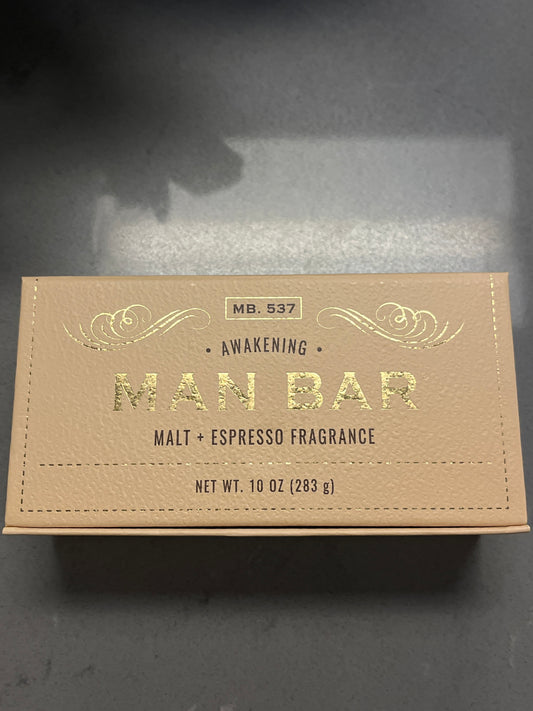 MB. 537
• AWAKENING •
MAN BAR
MALT + ESPRESSO FRAGRANCE
NET WT. 10 OZ (283 g)